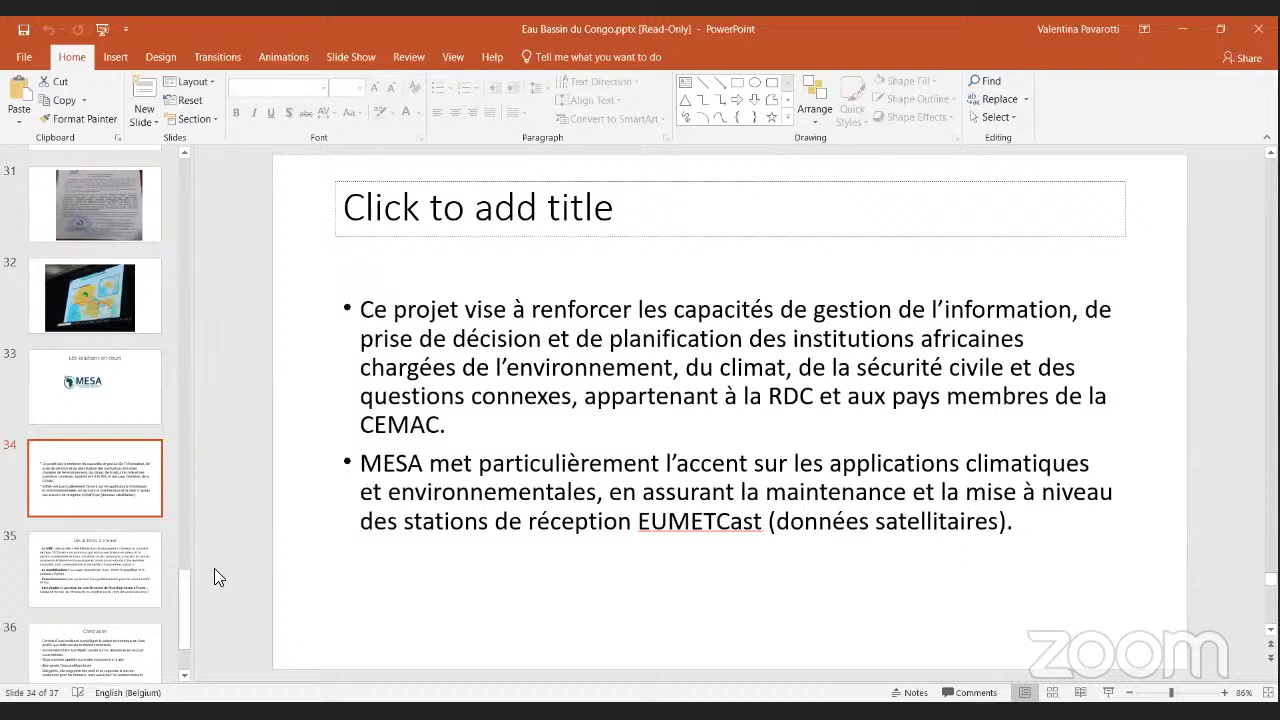 Eau Bassin du Congo.pptx [Read-Only] - PowerPoint
Valentina Pavarotti
File
Home
Insert
Design
Transitions
Animations
Slide Show
Review
View
Help
Tell me what you want to do
Share
Paste
Cut
Copy
Format Painter
Clipboard
New
Slide
Layout
Reset
Section
Slides
Font
Text Direction
Align Text
Convert to SmartArt
Paragraph
Arrange
Quick
Styles
Shape Fill
Shape Outline
Shape Effects
Drawing
Find
Replace
Select
Editing
31
32
33
Les solutions en cours
MESA
34
35
Les actions à mener
36
Conclusion
Click to add title
• Ce projet vise à renforcer les capacités de gestion de l’information, de
prise de décision et de planification des institutions africaines
chargées de l’environnement, du climat, de la sécurité civile et des
questions connexes, appartenant à la RDC et aux pays membres de la
CEMAC.
• MESA met particulièrement l’accent sur les applications climatiques
et environnementales, en assurant la maintenance et la mise à niveau
des stations de réception EUMETCast (données satellitaires).
zoom
Slide 34 of 37
English (Belgium)
Notes
Comments
86%